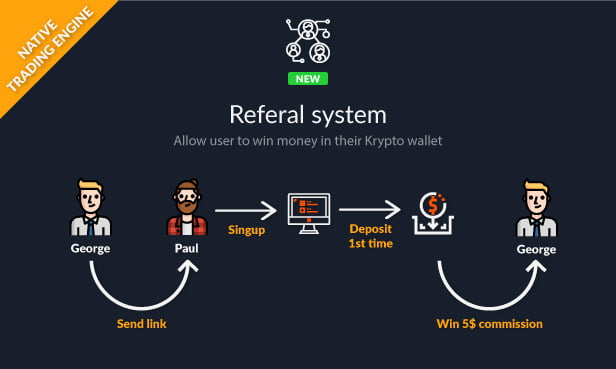 NATIVE
TRADING ENGINE
NEW
Referal system
Allow user to win money in their Krypto wallet
George
Paul
Singup
Deposit
1st time
George
Send link
Win 5$ commission